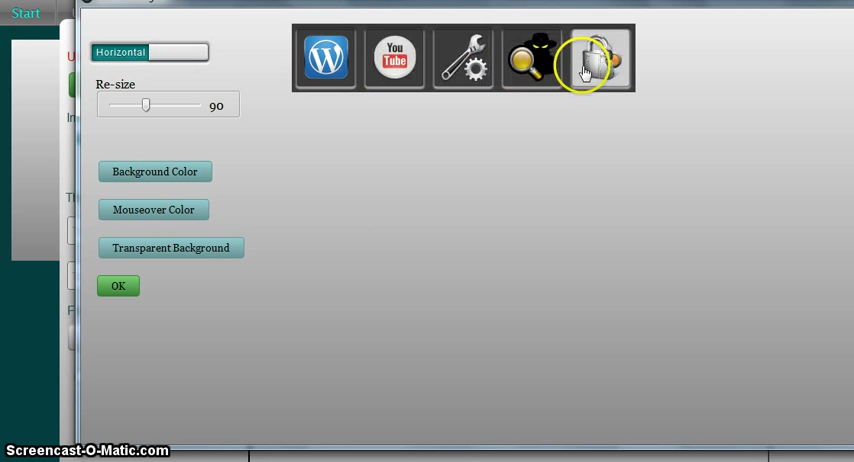 Start
Horizontal
You
Tube
Re-size
90
Background Color
Mouseover Color
Transparent Background
OK
Screencast-O-Matic.com